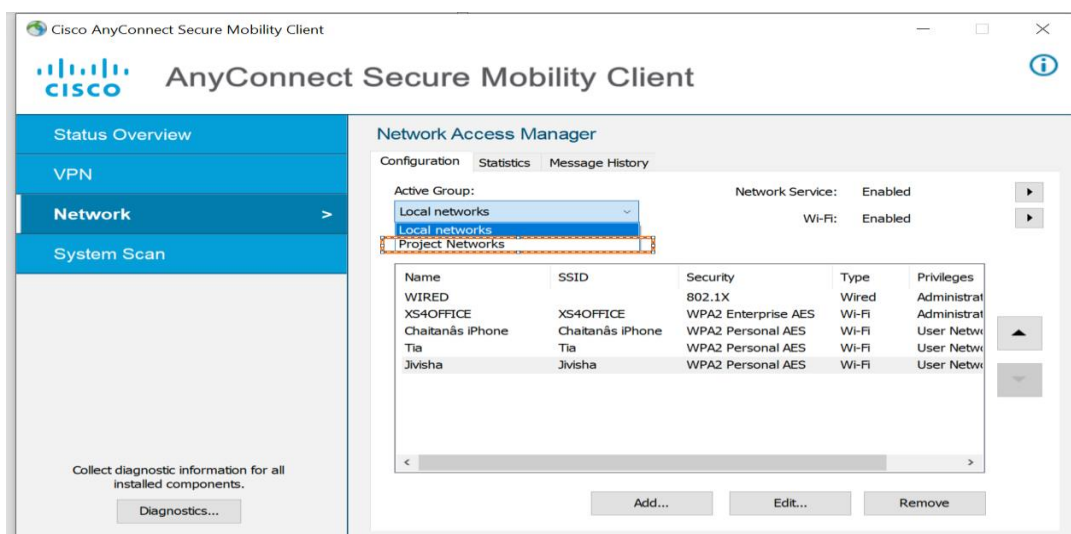 Cisco AnyConnect Secure Mobility Client
CISCO
AnyConnect Secure Mobility Client
Status Overview
VPN
Network >
System Scan
Collect diagnostic information for all
installed components.
Diagnostics...
Network Access Manager
Configuration Statistics Message History
Active Group:
Local networks
Local networks
Project Networks
Network Service: Enabled
Wi-Fi: Enabled
Name SSID Security Type Privileges
WIRED 802.1X Wired Administrat
XS4OFFICE XS4OFFICE WPA2 Enterprise AES Wi-Fi Administrat
Chaitanâs iPhone Chaitanâs iPhone WPA2 Personal AES Wi-Fi User Netwo
Tia Tia WPA2 Personal AES Wi-Fi User Netwo
Jivisha Jivisha WPA2 Personal AES Wi-Fi User Netwo
Add... Edit... Remove